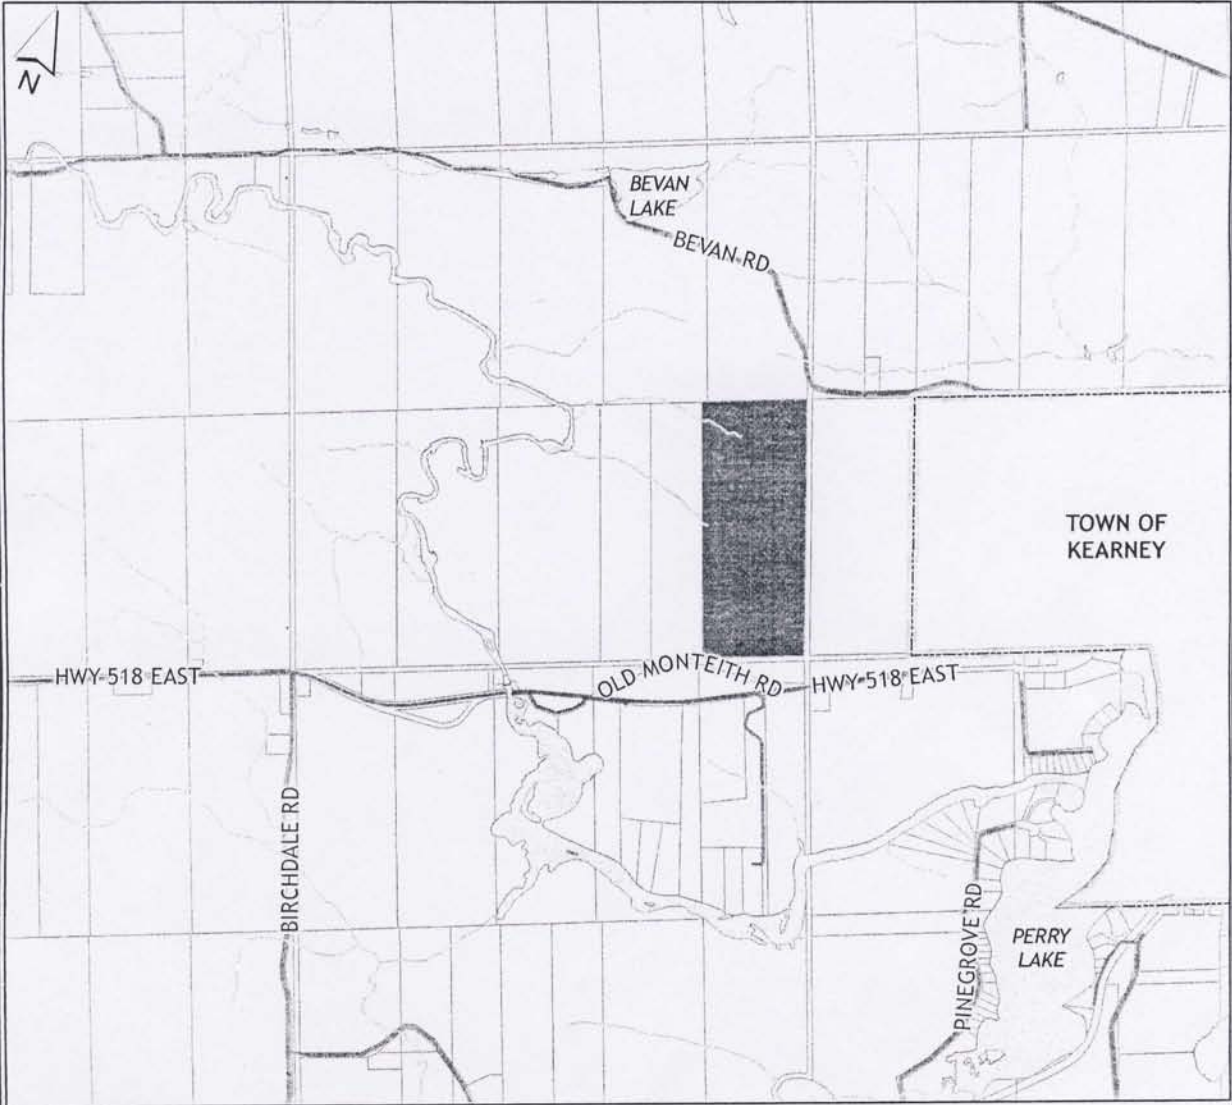 N
BEVAN
LAKE
BEVAN RD
TOWN OF
KEARNEY
HWY 518 EAST
OLD MONTEITH RD
HWY 518 EAST
BIRCHDALE RD
PINEGROVE RD
PERRY
LAKE